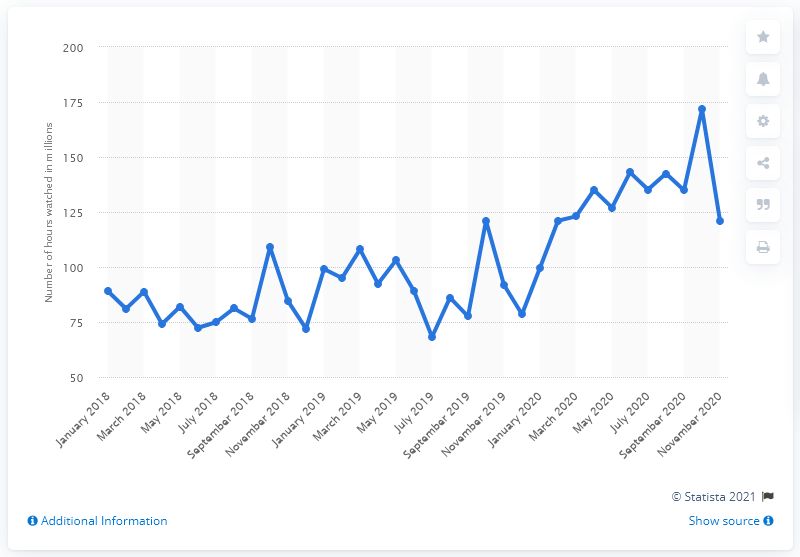 200
175
150
125
100
75
50
Number of hours watched in millions
January 2018
March 2018
May 2018
July 2018
September 2018
November 2018
January 2019
March 2019
May 2019
July 2019
September 2019
November 2019
January 2020
March 2020
May 2020
July 2020
September 2020
November 2020
© Statista 2021
Additional Information
Show source